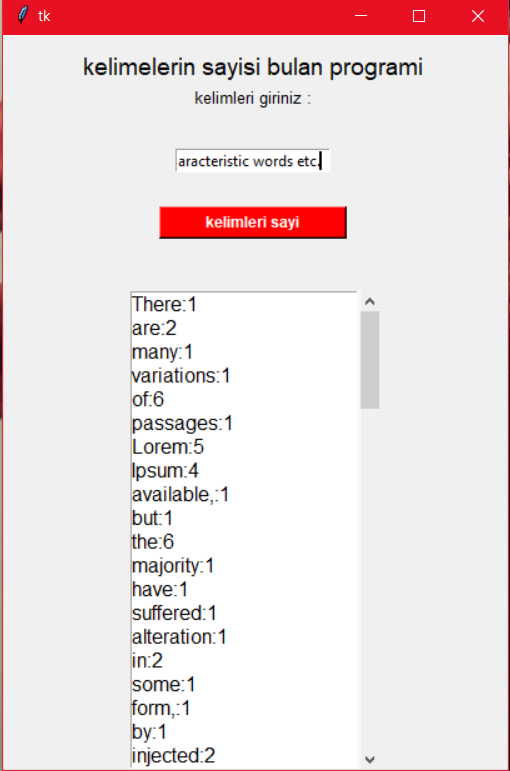 tk
kelimelerin sayisi bulan programi
kelimleri giriniz :
aracteristic words etc.
kelimleri sayi
There:1
are:2
many:1
variations:1
of:6
passages:1
Lorem:5
Ipsum:4
available,:1
but:1
the:6
majority:1
have:1
suffered:1
alteration:1
in:2
some:1
form,:1
by:1
injected:2